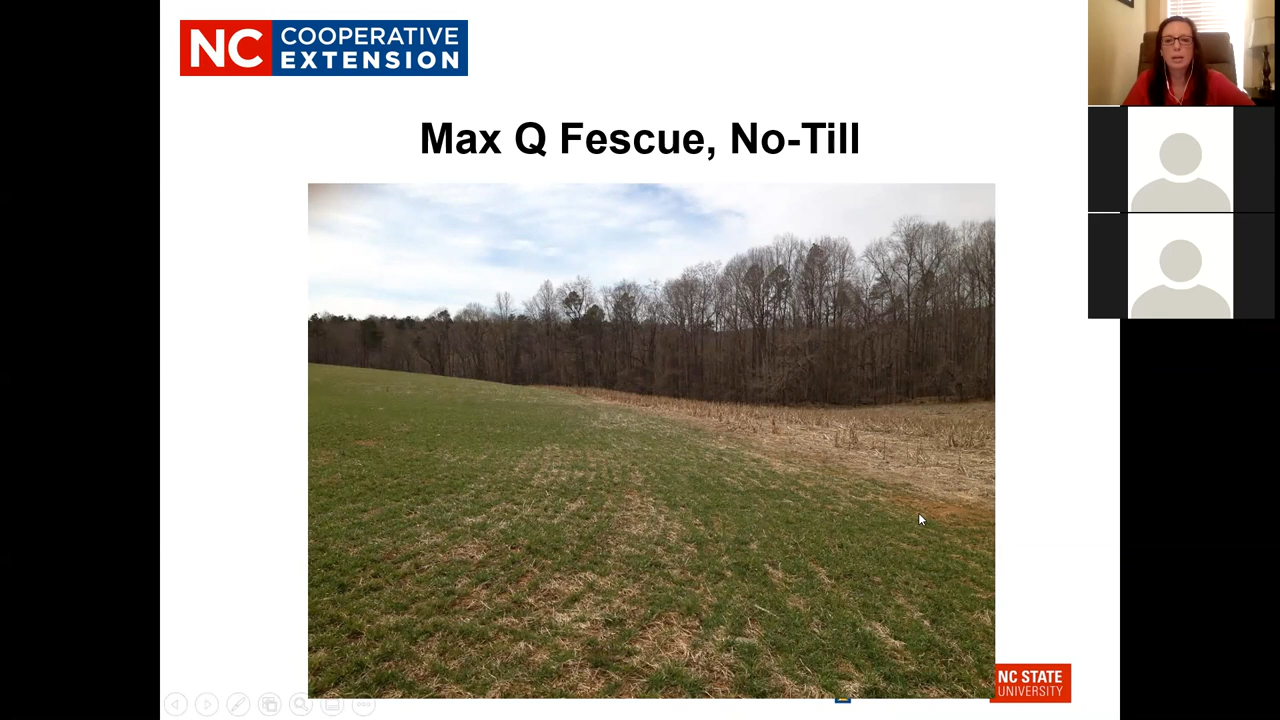 NC COOPERATIVE
EXTENSION
Max Q Fescue, No-Till
NC STATE
UNIVERSITY